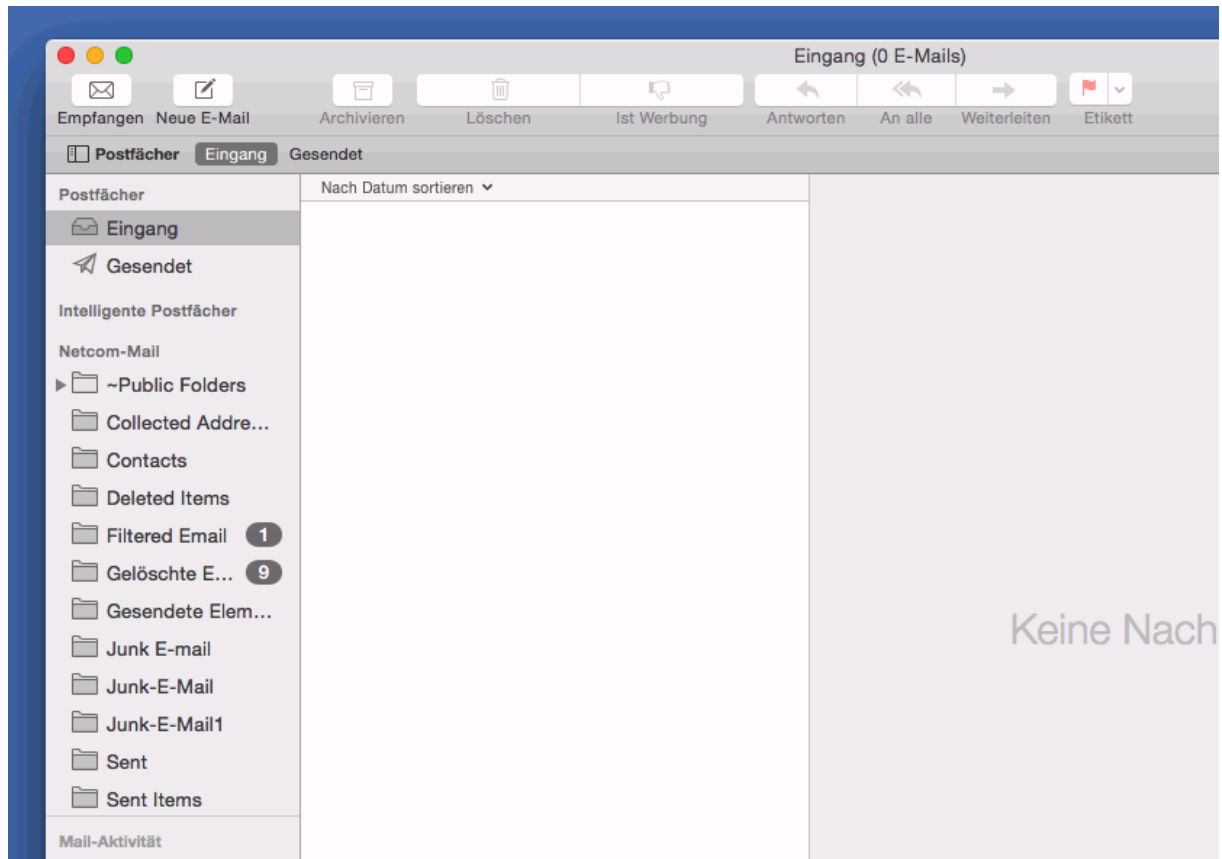 Eingang (0 E-Mails)
Empfangen Neue E-Mail Archivieren Löschen Ist Werbung Antworten An alle Weiterleiten Etikett
Postfächer Eingang Gesendet
Postfächer
Nach Datum sortieren
Eingang
Gesendet
Intelligente Postfächer
Netcom-Mail
~Public Folders
Collected Addre...
Contacts
Deleted Items
Filtered Email 1
Gelöschte E... 9
Gesendete Elem...
Junk E-mail
Junk-E-Mail
Junk-E-Mail1
Sent
Sent Items
Mail-Aktivität
Keine Nach